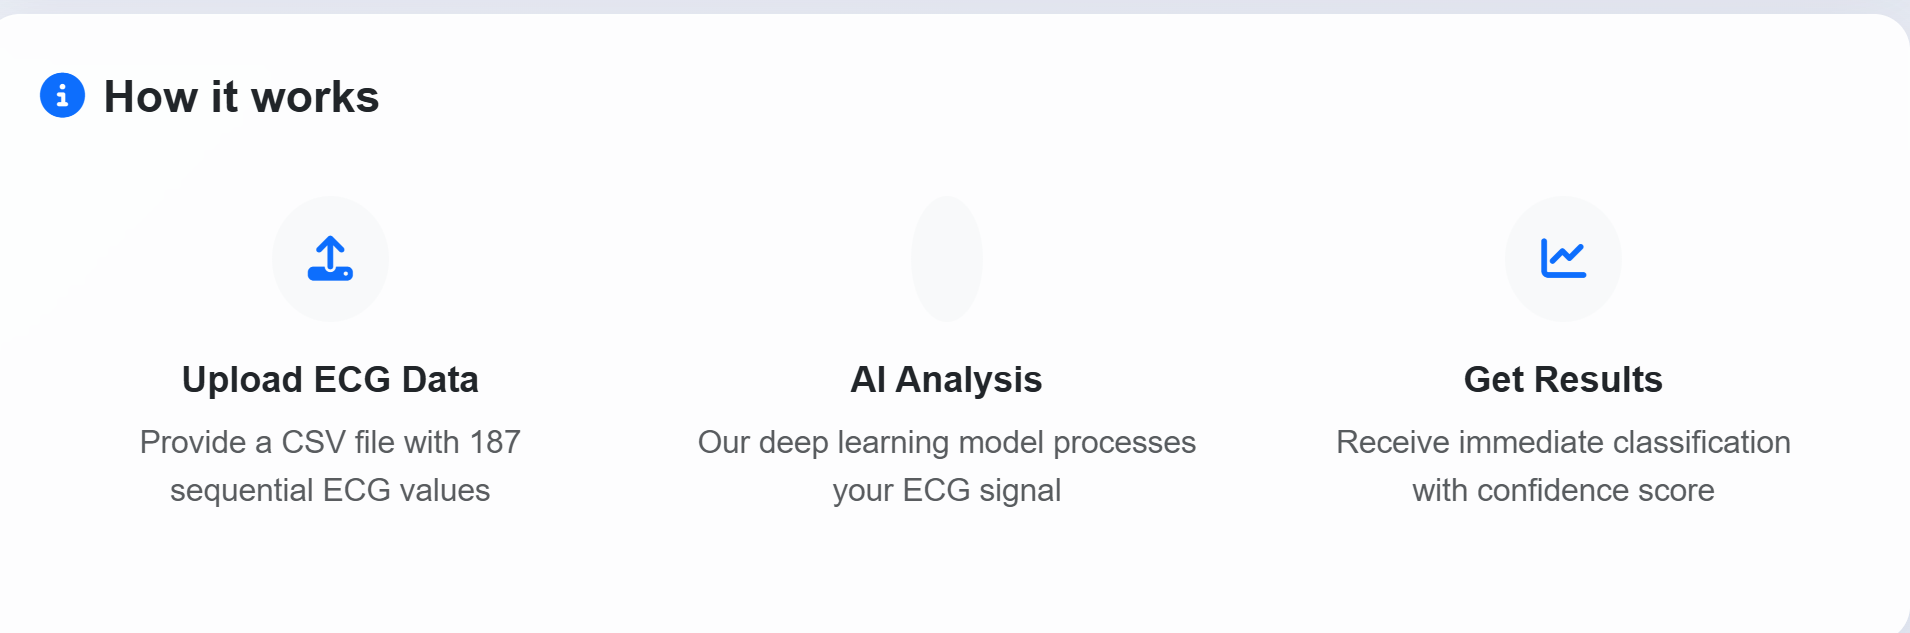 How it works
Upload ECG Data
Provide a CSV file with 187
sequential ECG values
AI Analysis
Our deep learning model processes
your ECG signal
Get Results
Receive immediate classification
with confidence score